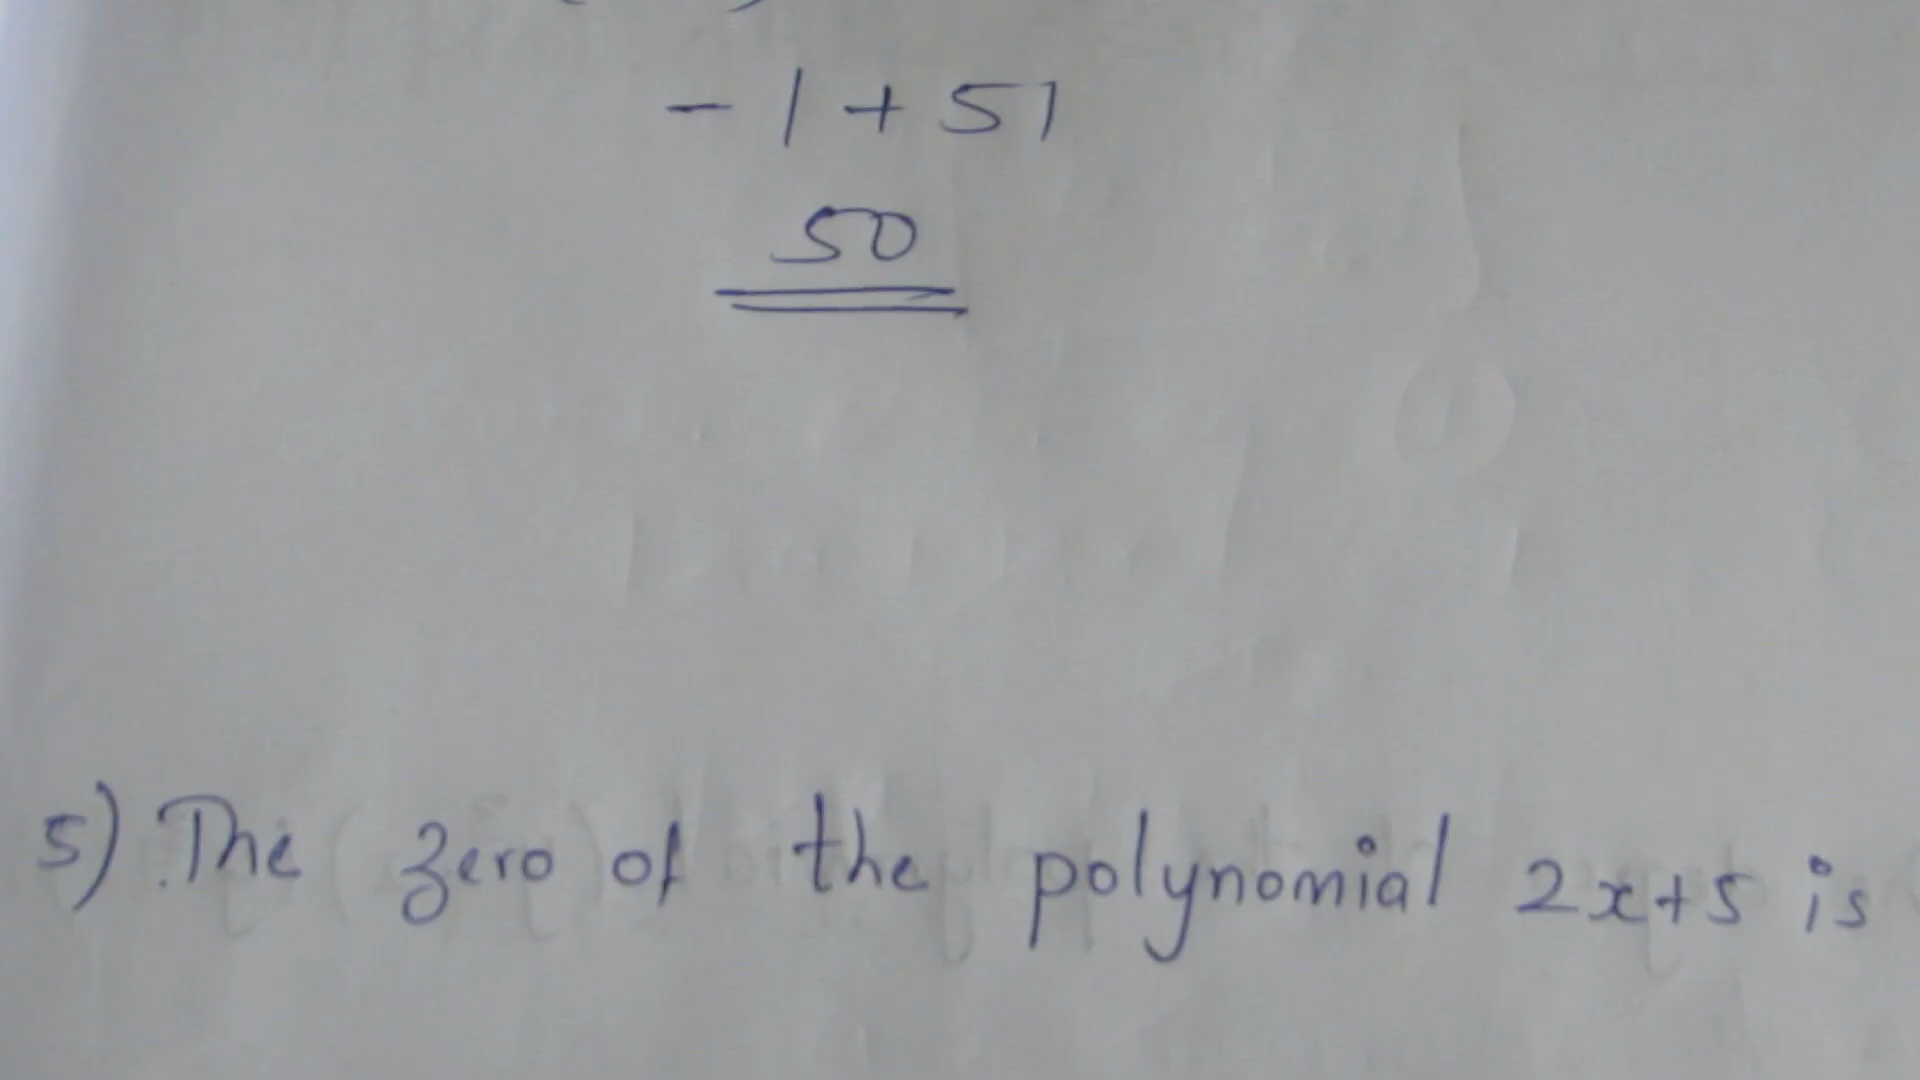 - 1 + 51
50
5) The zero of the polynomial 2x+5 is